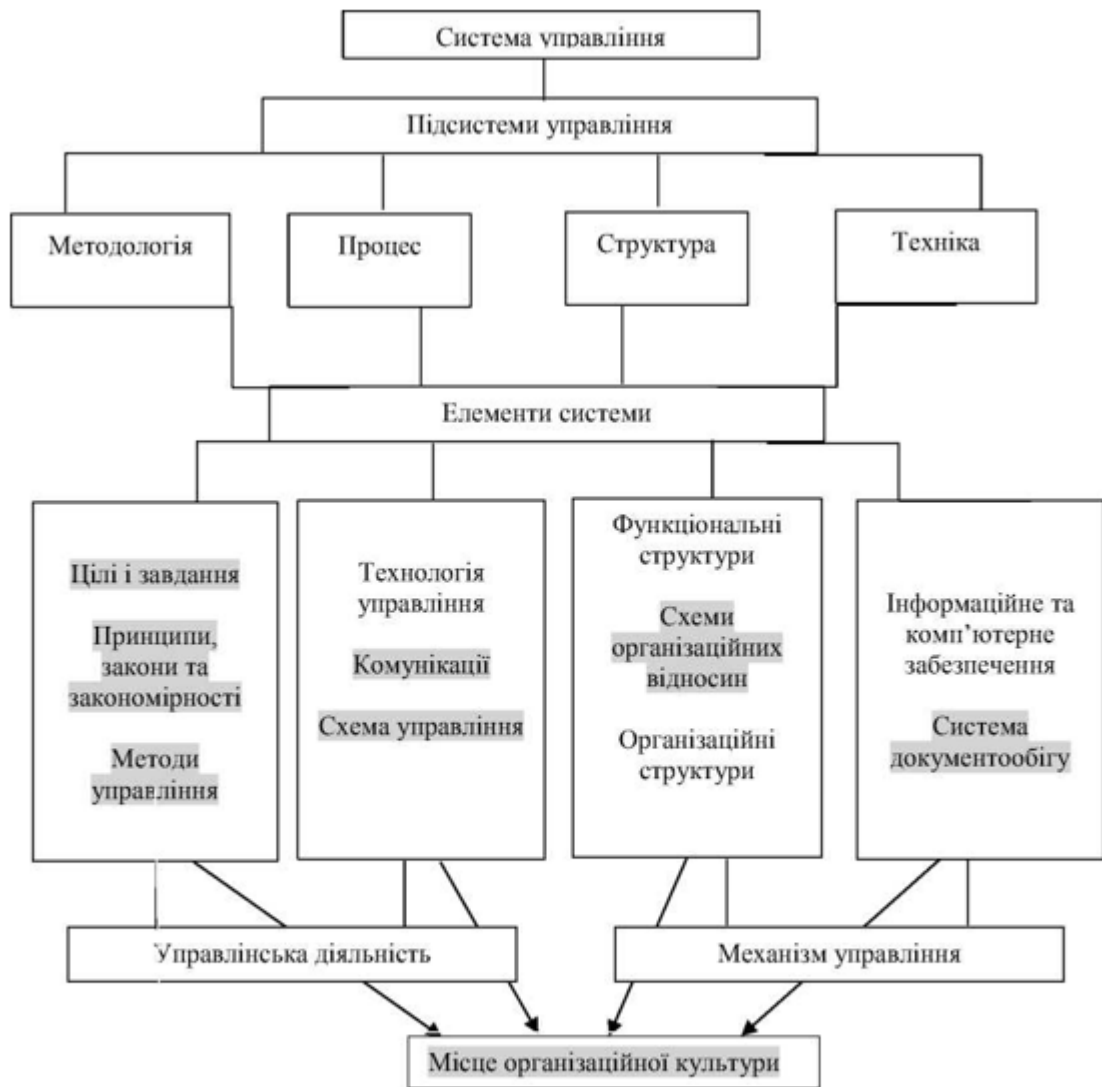 Система управління
Підсистеми управління
Методологія
Процес
Структура
Техніка
Елементи системи
Цілі і завдання
Принципи,
закони та
закономірності
Методи
управління
Технологія
управління
Комунікації
Схема управління
Функціональні
структури
Схеми
організаційних
відносин
Організаційні
структури
Інформаційне та
комп’ютерне
забезпечення
Система
документообігу
Управлінська діяльність
Механізм управління
Місце організаційної культури